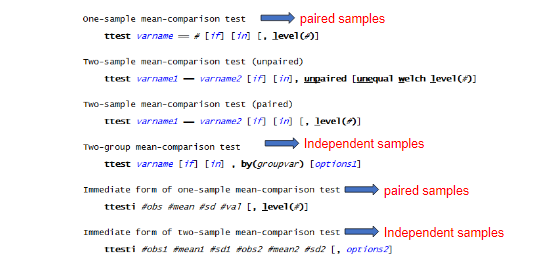 One-sample mean-comparison test paired samples
ttest varname == # [if] [in] [, level(#)]
Two-sample mean-comparison test (unpaired)
ttest varname1 == varname2 [if] [in], unpaired [unequal welch level(#)]
Two-sample mean-comparison test (paired)
ttest varname1 == varname2 [if] [in] [, level(#)]
Two-group mean-comparison test Independent samples
ttest varname [if] [in] , by(groupvar) [options1]
Immediate form of one-sample mean-comparison test paired samples
ttesti #obs #mean #sd #val [, level(#)]
Immediate form of two-sample mean-comparison test Independent samples
ttesti #obs1 #mean1 #sd1 #obs2 #mean2 #sd2 [, options2]